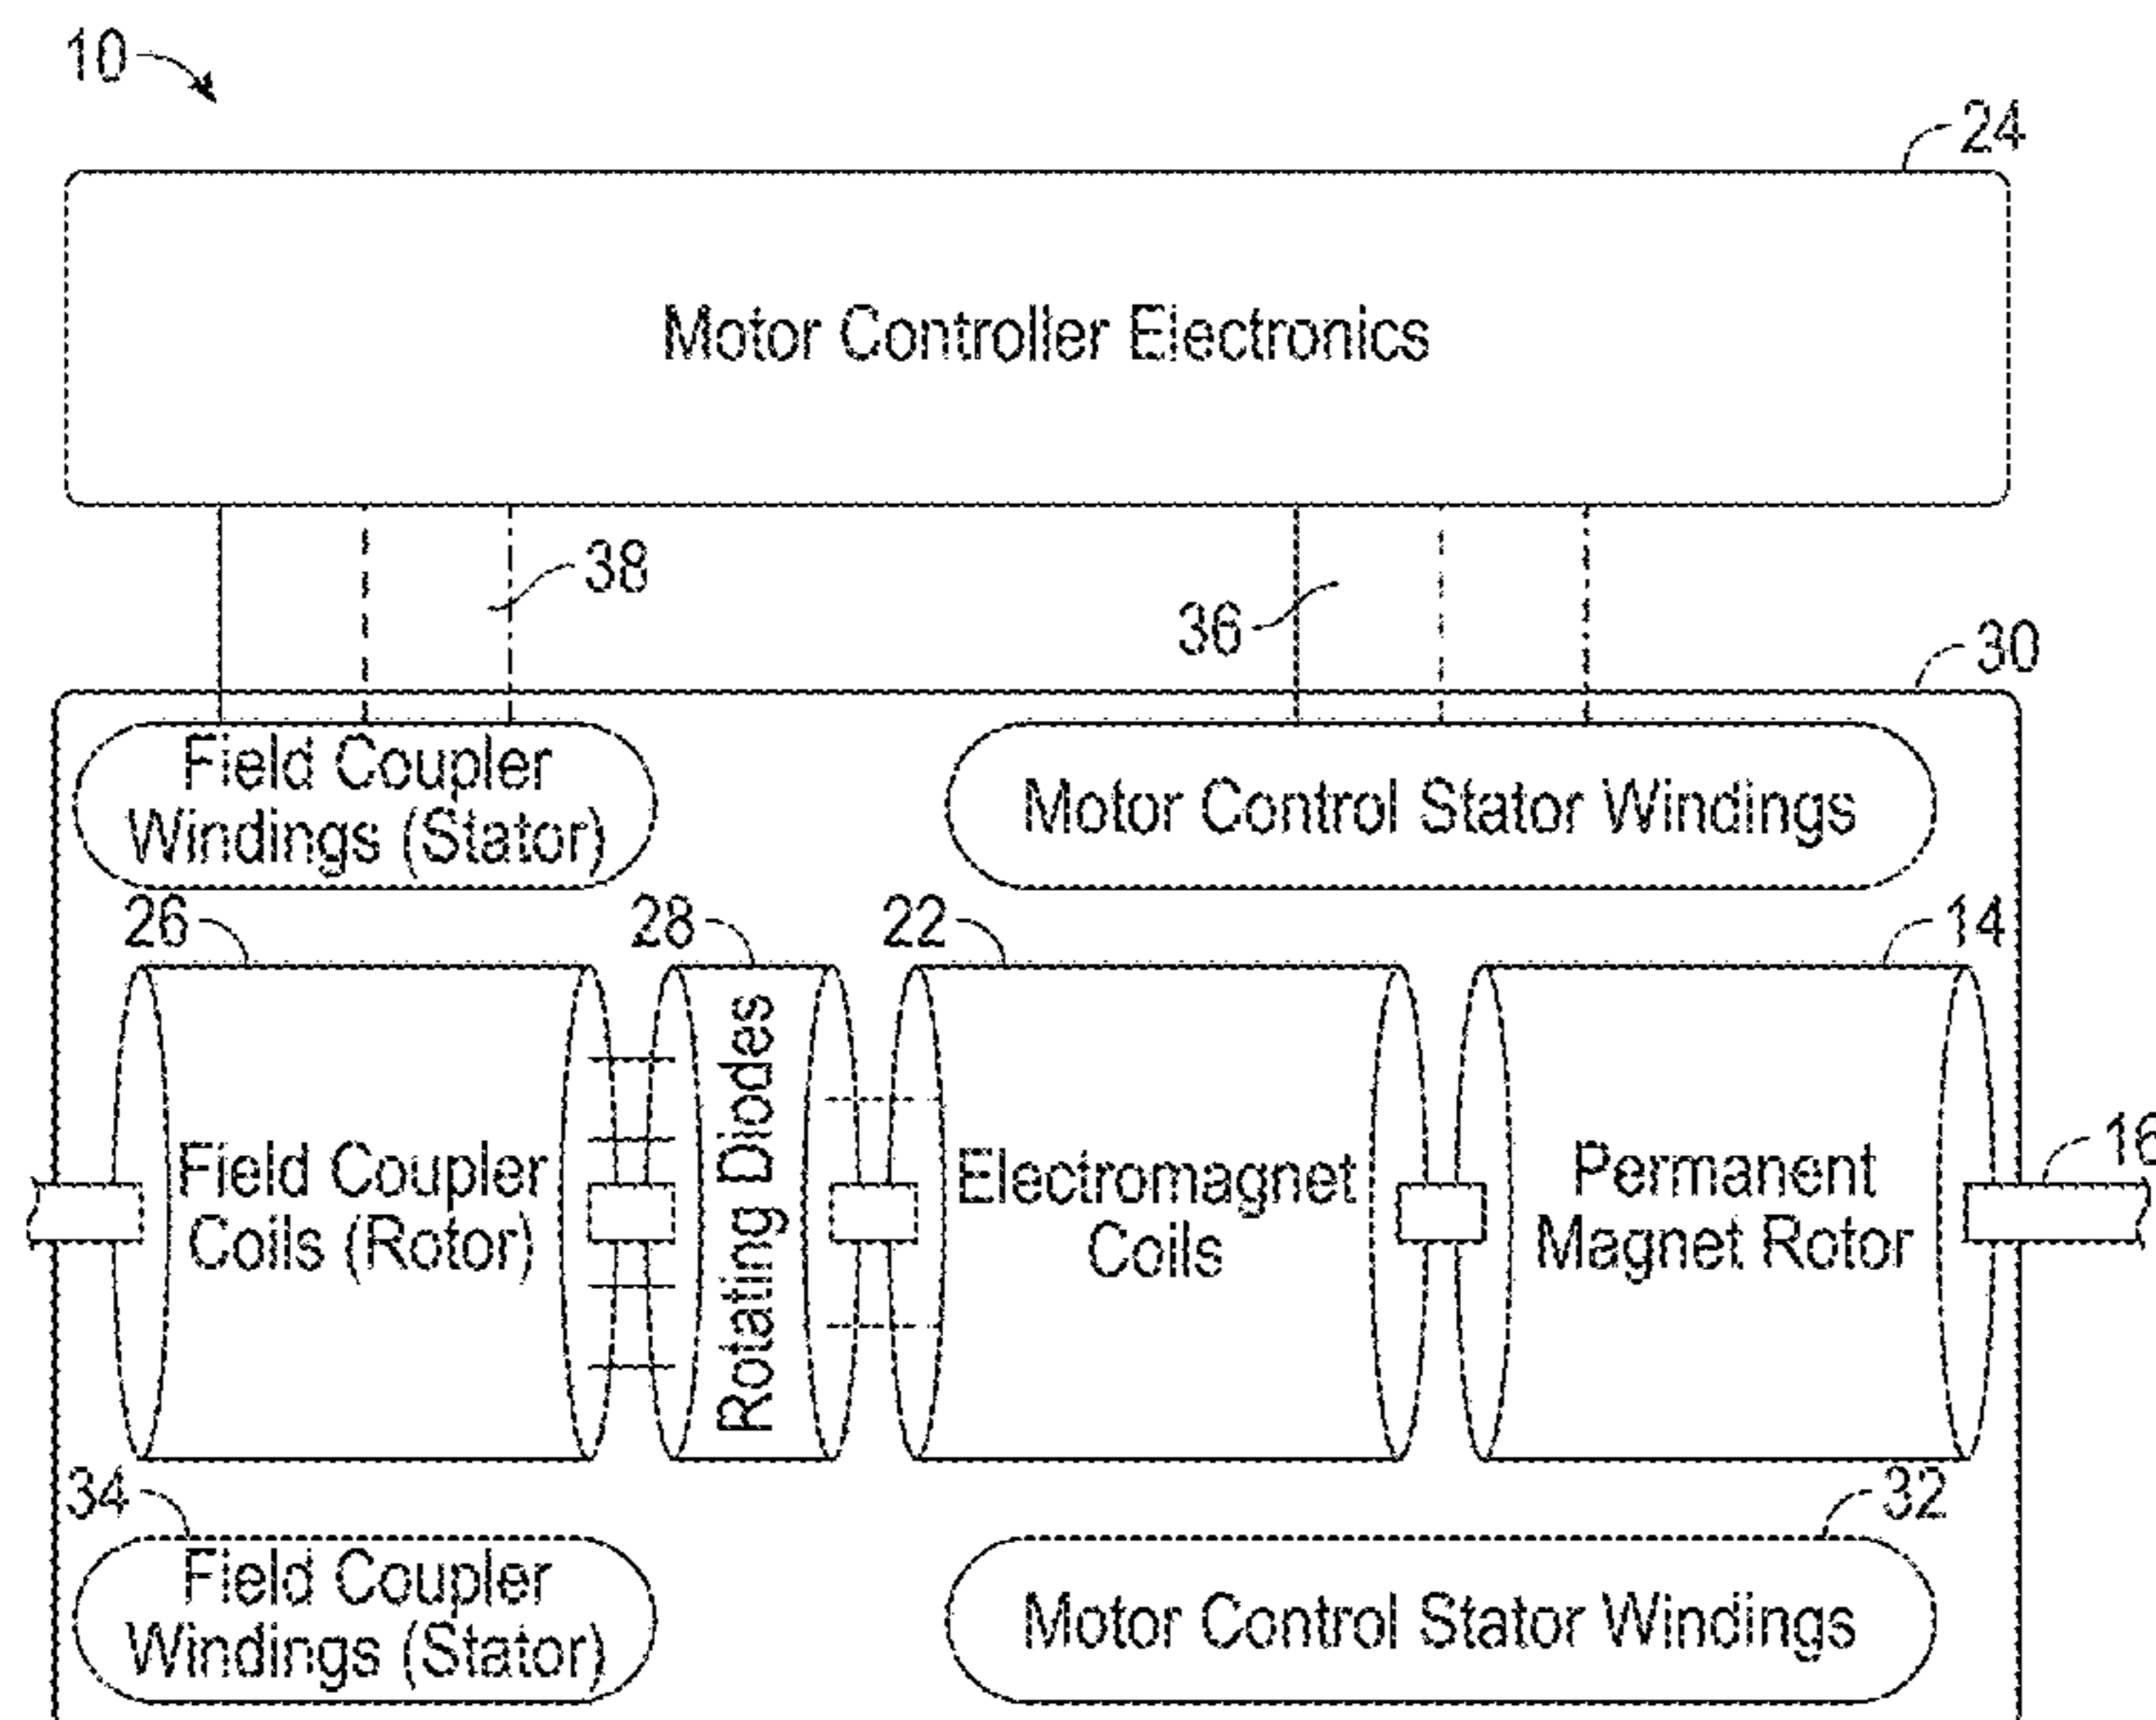 10
24
Motor Controller Electronics
38
36
30
Field Coupler
Windings (Stator)
Motor Control Stator Windings
26
28
22
14
Field Coupler
Coils (Rotor)
Rotating Diodes
Electromagnet
Coils
Permanent
Magnet Rotor
16
34
32
Field Coupler
Windings (Stator)
Motor Control Stator Windings